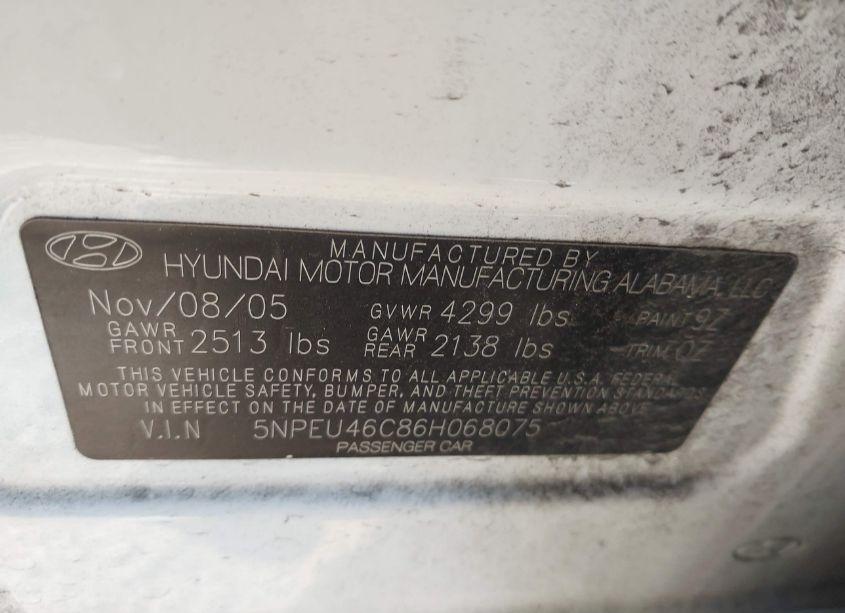 MANUFACTURED BY
HYUNDAI MOTOR MANUFACTURING ALABAMA, LLC
Nov/08/05 GVWR 4299 lbs PAINT 9Z
GAWR FRONT 2513 lbs GAWR REAR 2138 lbs TRIM QZ
THIS VEHICLE CONFORMS TO ALL APPLICABLE U.S.A. FEDERAL
MOTOR VEHICLE SAFETY, BUMPER, AND THEFT PREVENTION STANDARDS
IN EFFECT ON THE DATE OF MANUFACTURE SHOWN ABOVE
V.I.N 5NPEU46C86H068075
PASSENGER CAR